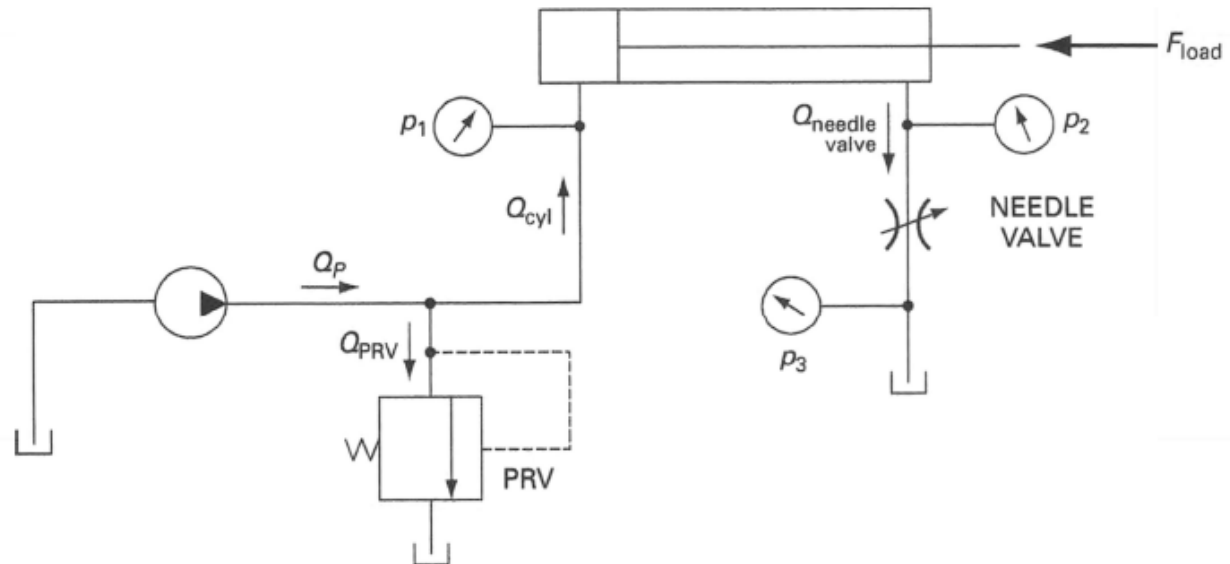 F_load
p_1
Q_needle
valve
p_2
Q_cyl
NEEDLE
VALVE
Q_P
Q_PRV
p_3
PRV